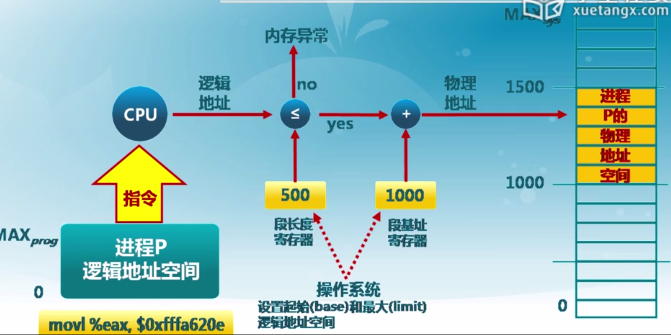 xuetangx.com
MAXsys
内存异常
no
逻辑
地址
物理
地址
CPU
≤
yes
+
1500
进程
P的
物理
地址
空间
1000
指令
500
1000
段长度
寄存器
段基址
寄存器
MAXprog
进程P
逻辑地址空间
0
操作系统
设置起始(base)和最大(limit)
逻辑地址空间
0
movl %eax, $0xfffa620e